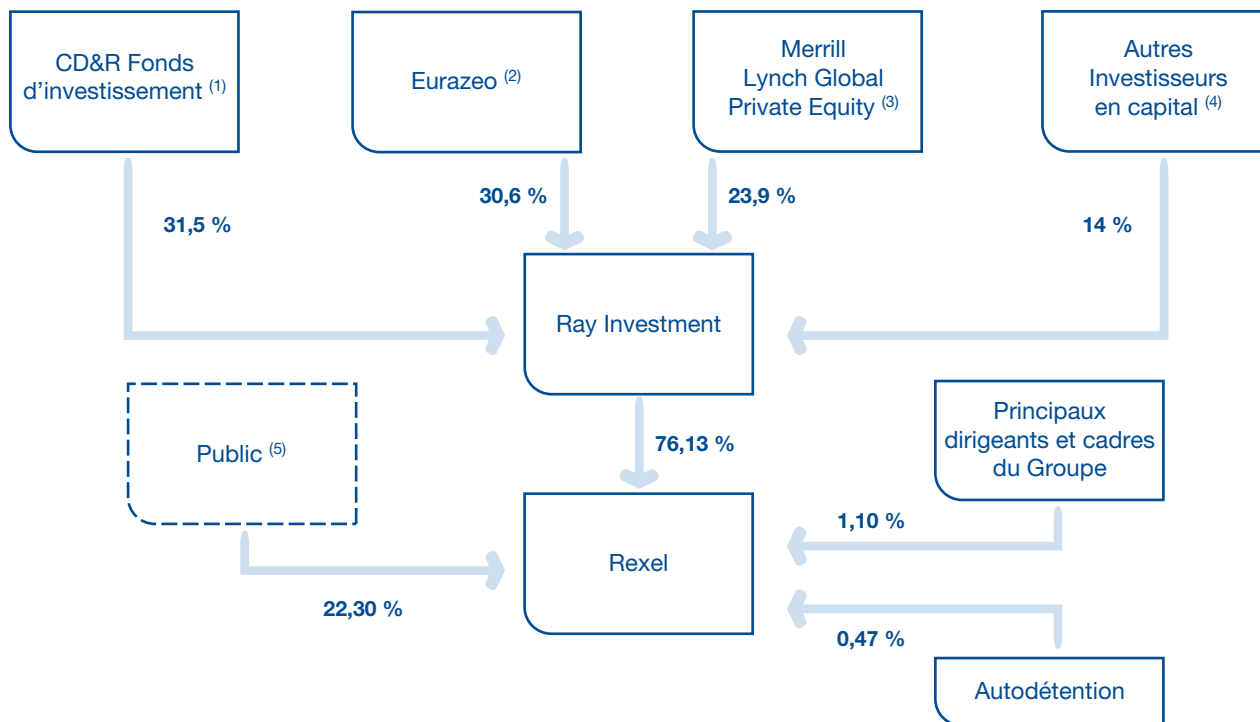 CD&R Fonds
d’investissement (1)
Eurazeo (2)
Merrill
Lynch Global
Private Equity (3)
Autres
Investisseurs
en capital (4)
31,5 %
30,6 %
23,9 %
14 %
Ray Investment
Public (5)
76,13 %
Principaux
dirigeants et cadres
du Groupe
22,30 %
Rexel
1,10 %
0,47 %
Autodétention